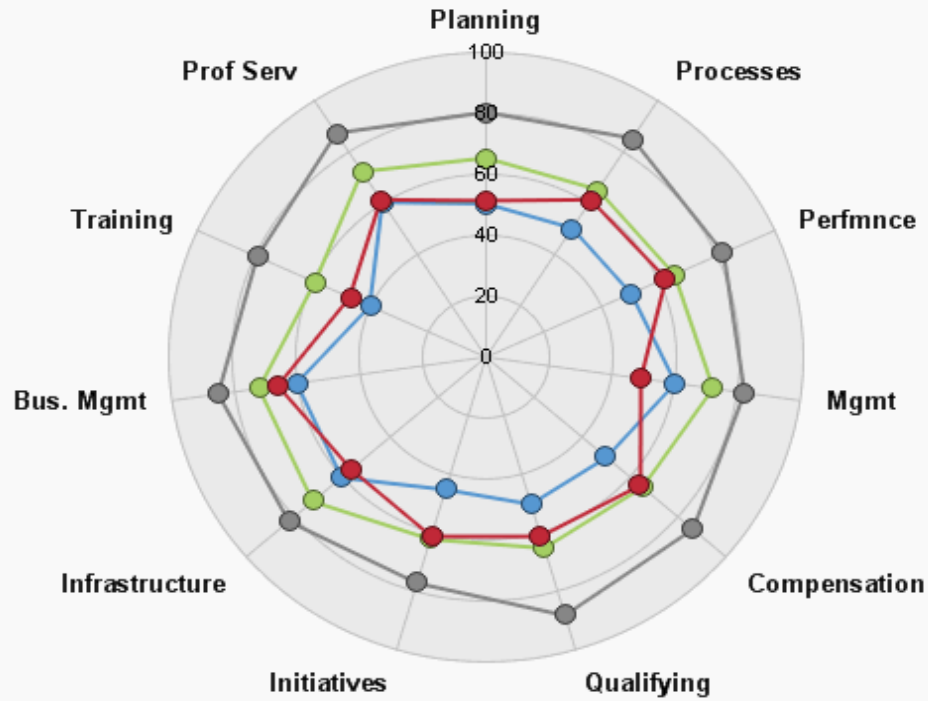 Planning
100
Prof Serv
Processes
80
60
Training
Perfmnce
40
20
0
Bus. Mgmt
Mgmt
Infrastructure
Compensation
Initiatives
Qualifying